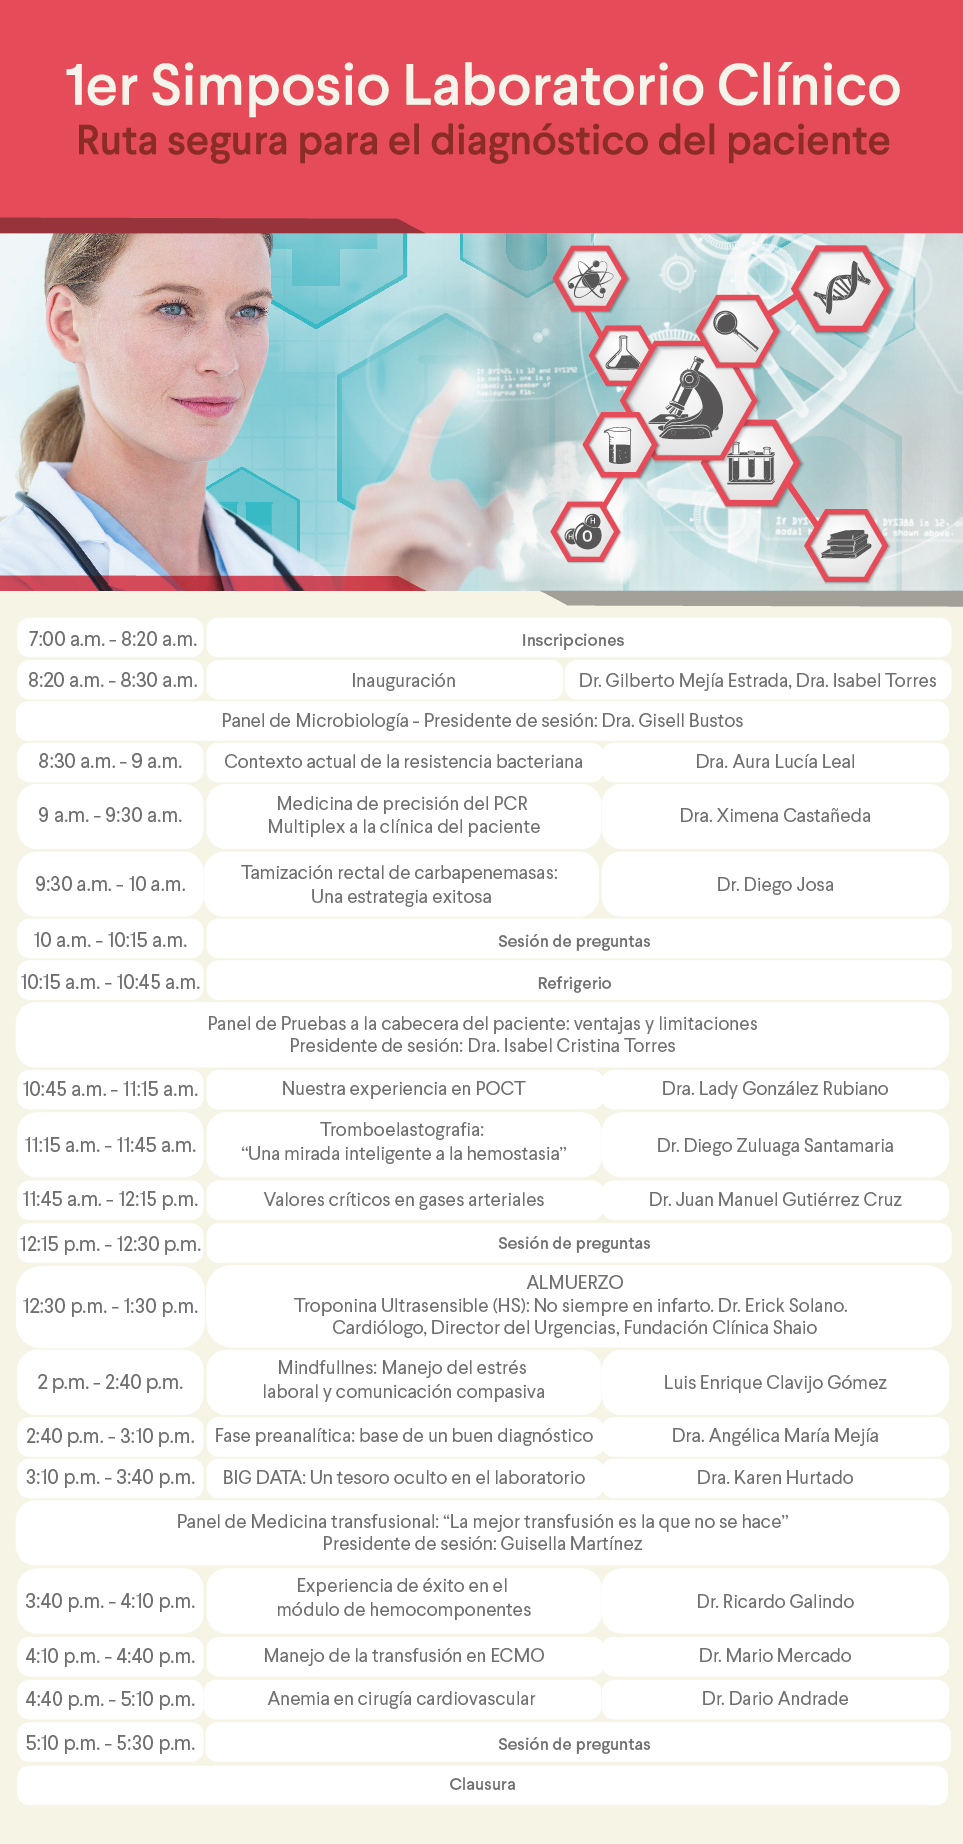 1er Simposio Laboratorio Clínico
Ruta segura para el diagnóstico del paciente
H
H
O
7:00 a.m. - 8:20 a.m. Inscripciones
8:20 a.m. - 8:30 a.m. Inauguración Dr. Gilberto Mejía Estrada, Dra. Isabel Torres
Panel de Microbiología - Presidente de sesión: Dra. Gisell Bustos
8:30 a.m. - 9 a.m. Contexto actual de la resistencia bacteriana Dra. Aura Lucía Leal
9 a.m. - 9:30 a.m. Medicina de precisión del PCR
Multiplex a la clínica del paciente Dra. Ximena Castañeda
9:30 a.m. - 10 a.m. Tamización rectal de carbapenemasas:
Una estrategia exitosa Dr. Diego Josa
10 a.m. - 10:15 a.m. Sesión de preguntas
10:15 a.m. - 10:45 a.m. Refrigerio
Panel de Pruebas a la cabecera del paciente: ventajas y limitaciones
Presidente de sesión: Dra. Isabel Cristina Torres
10:45 a.m. - 11:15 a.m. Nuestra experiencia en POCT Dra. Lady González Rubiano
11:15 a.m. - 11:45 a.m. Tromboelastografia:
“Una mirada inteligente a la hemostasia” Dr. Diego Zuluaga Santamaria
11:45 a.m. - 12:15 p.m. Valores críticos en gases arteriales Dr. Juan Manuel Gutiérrez Cruz
12:15 p.m. - 12:30 p.m. Sesión de preguntas
12:30 p.m. - 1:30 p.m. ALMUERZO
Troponina Ultrasensible (HS): No siempre en infarto. Dr. Erick Solano.
Cardiólogo, Director del Urgencias, Fundación Clínica Shaio
2 p.m. - 2:40 p.m. Mindfullnes: Manejo del estrés
laboral y comunicación compasiva Luis Enrique Clavijo Gómez
2:40 p.m. - 3:10 p.m. Fase preanalítica: base de un buen diagnóstico Dra. Angélica María Mejía
3:10 p.m. - 3:40 p.m. BIG DATA: Un tesoro oculto en el laboratorio Dra. Karen Hurtado
Panel de Medicina transfusional: “La mejor transfusión es la que no se hace”
Presidente de sesión: Guisella Martínez
3:40 p.m. - 4:10 p.m. Experiencia de éxito en el
módulo de hemocomponentes Dr. Ricardo Galindo
4:10 p.m. - 4:40 p.m. Manejo de la transfusión en ECMO Dr. Mario Mercado
4:40 p.m. - 5:10 p.m. Anemia en cirugía cardiovascular Dr. Dario Andrade
5:10 p.m. - 5:30 p.m. Sesión de preguntas
Clausura